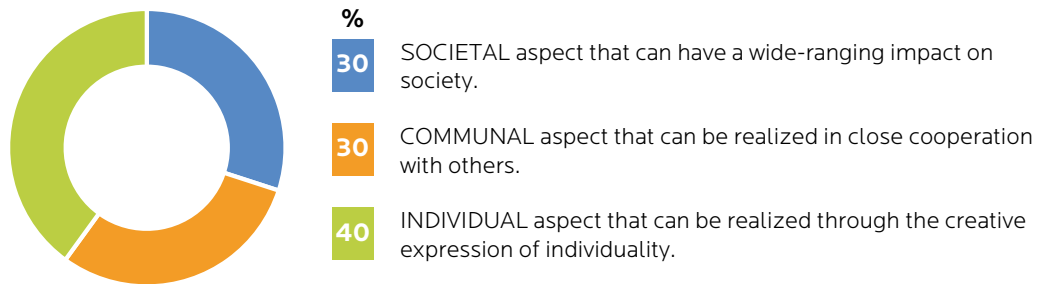 %
30
SOCIETAL aspect that can have a wide-ranging impact on
society.
30
COMMUNAL aspect that can be realized in close cooperation
with others.
40
INDIVIDUAL aspect that can be realized through the creative
expression of individuality.